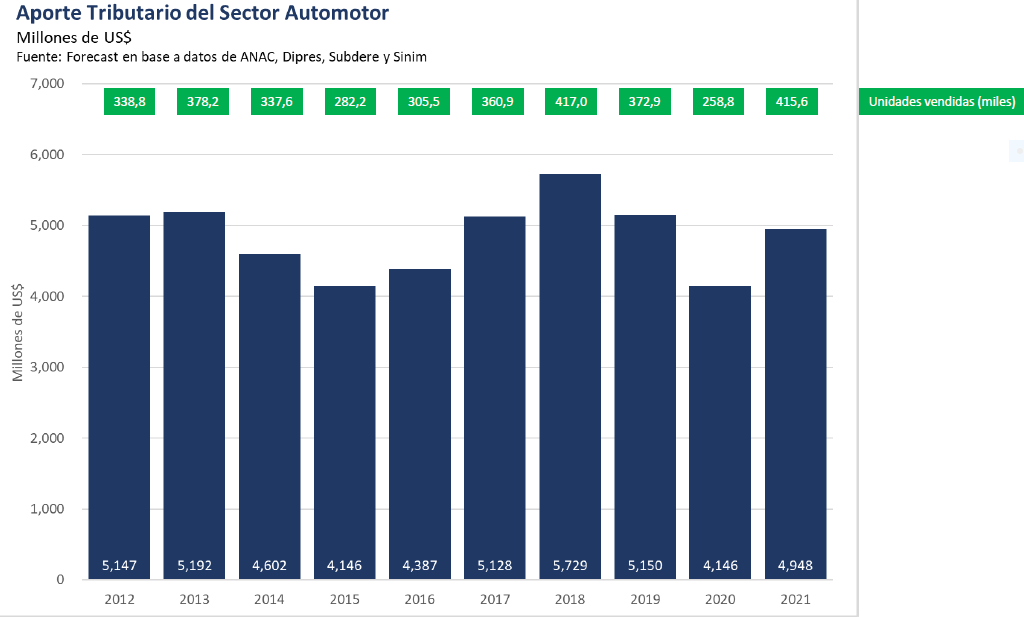 Aporte Tributario del Sector Automotor
Millones de US$
Fuente: Forecast en base a datos de ANAC, Dipres, Subdere y Sinim
7,000
338,8 378,2 337,6 282,2 305,5 360,9 417,0 372,9 258,8 415,6 Unidades vendidas (miles)
6,000
5,000
4,000
Millones de US$
3,000
2,000
1,000
5,147 5,192 4,602 4,146 4,387 5,128 5,729 5,150 4,146 4,948
0
2012 2013 2014 2015 2016 2017 2018 2019 2020 2021